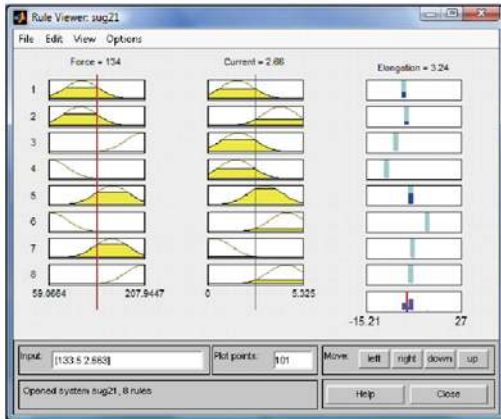 Rule Viewer: sug21
File Edit View Options
Force = 134 Current = 2.66 Elongation = 3.24
1
2
3
4
5
6
7
8
59.0664 207.9447 0 5.325
-15.21 27
Input: [133.5 2.663] Plot points: 101 Move: left right down up
Opened system sug21, 8 rules Help Close